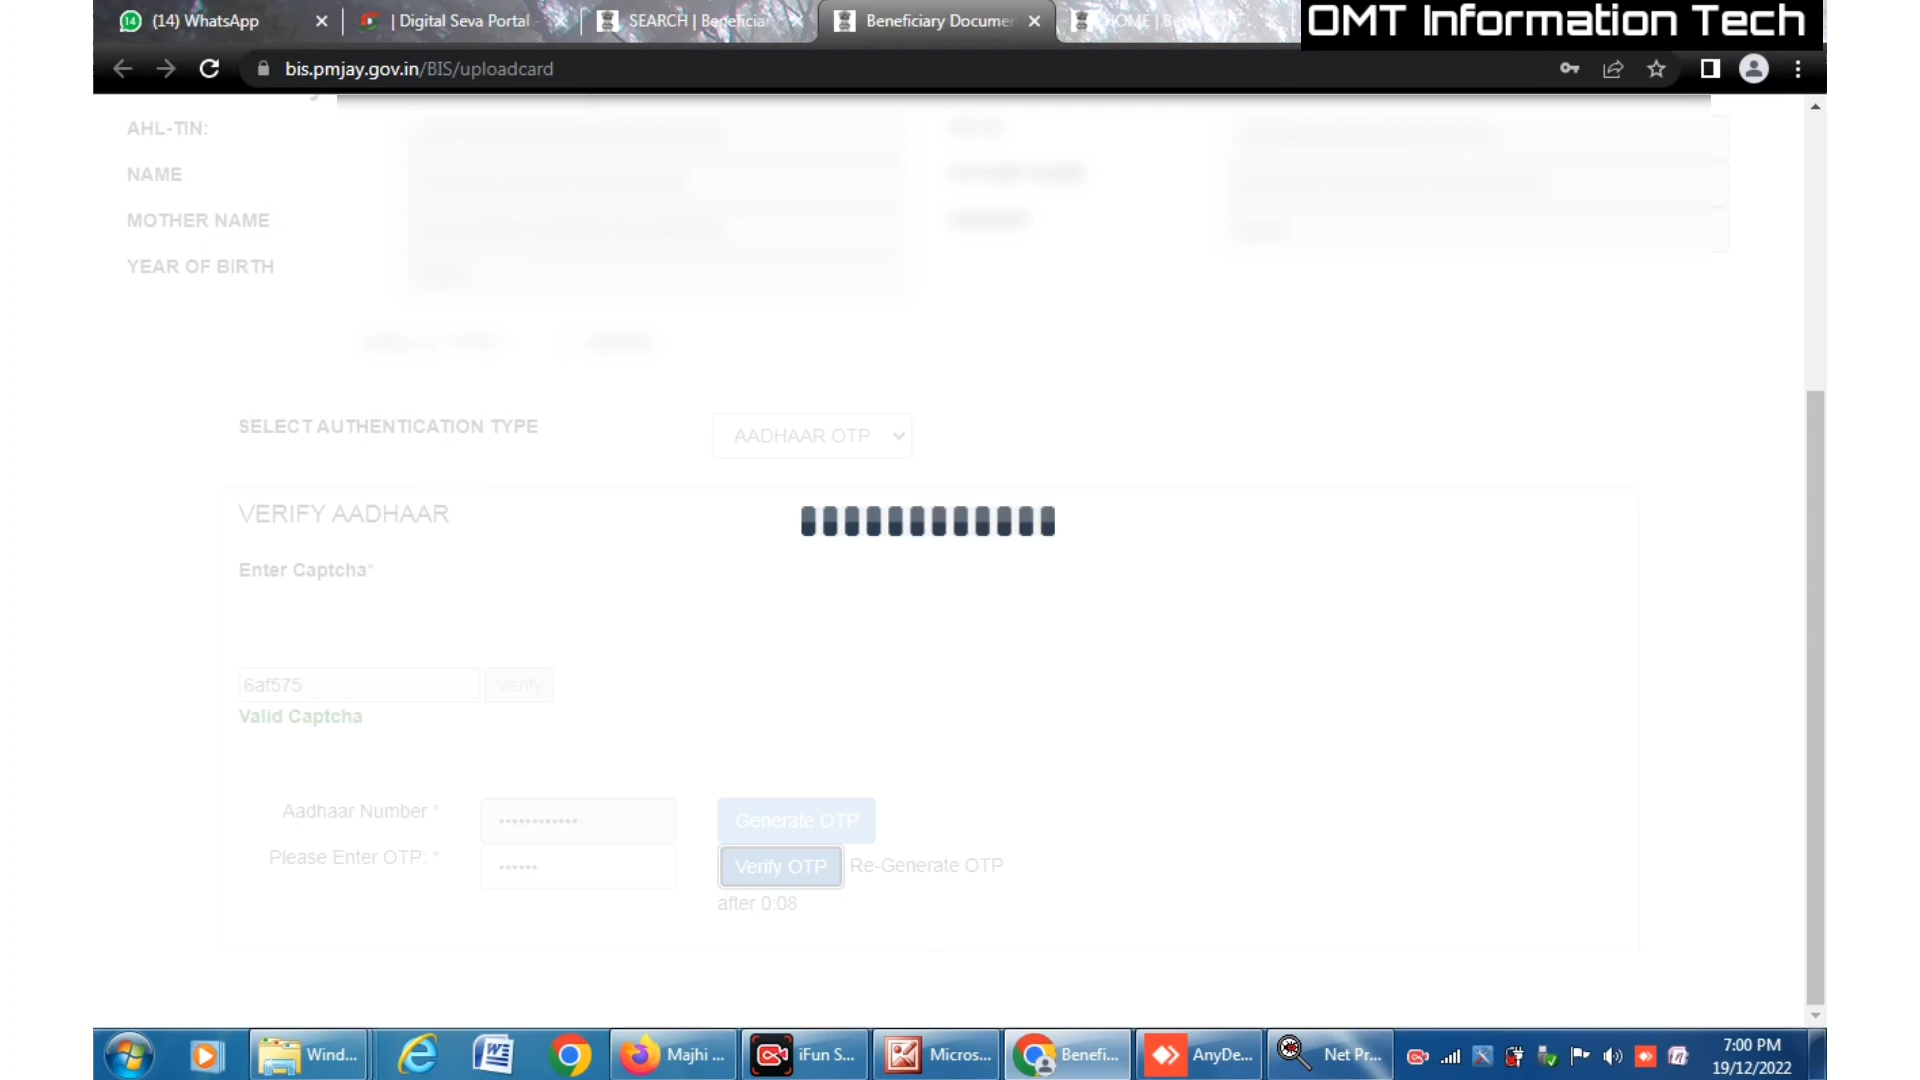 (14) WhatsApp
| Digital Seva Portal
SEARCH | Beneficiar
Beneficiary Documen
HOME | Be
OMT Information Tech
bis.pmjay.gov.in/BIS/uploadcard
AHL-TIN:
NAME
MOTHER NAME
YEAR OF BIRTH
SELECT AUTHENTICATION TYPE
AADHAAR OTP
VERIFY AADHAAR
Enter Captcha*
6af575
Verify
Valid Captcha
Aadhaar Number *
Generate OTP
Please Enter OTP: *
Verify OTP
Re-Generate OTP
after 0:08
Wind...
Majhi ...
iFun S...
Micros...
Benefi...
AnyDe...
Net Pr...
7:00 PM
19/12/2022